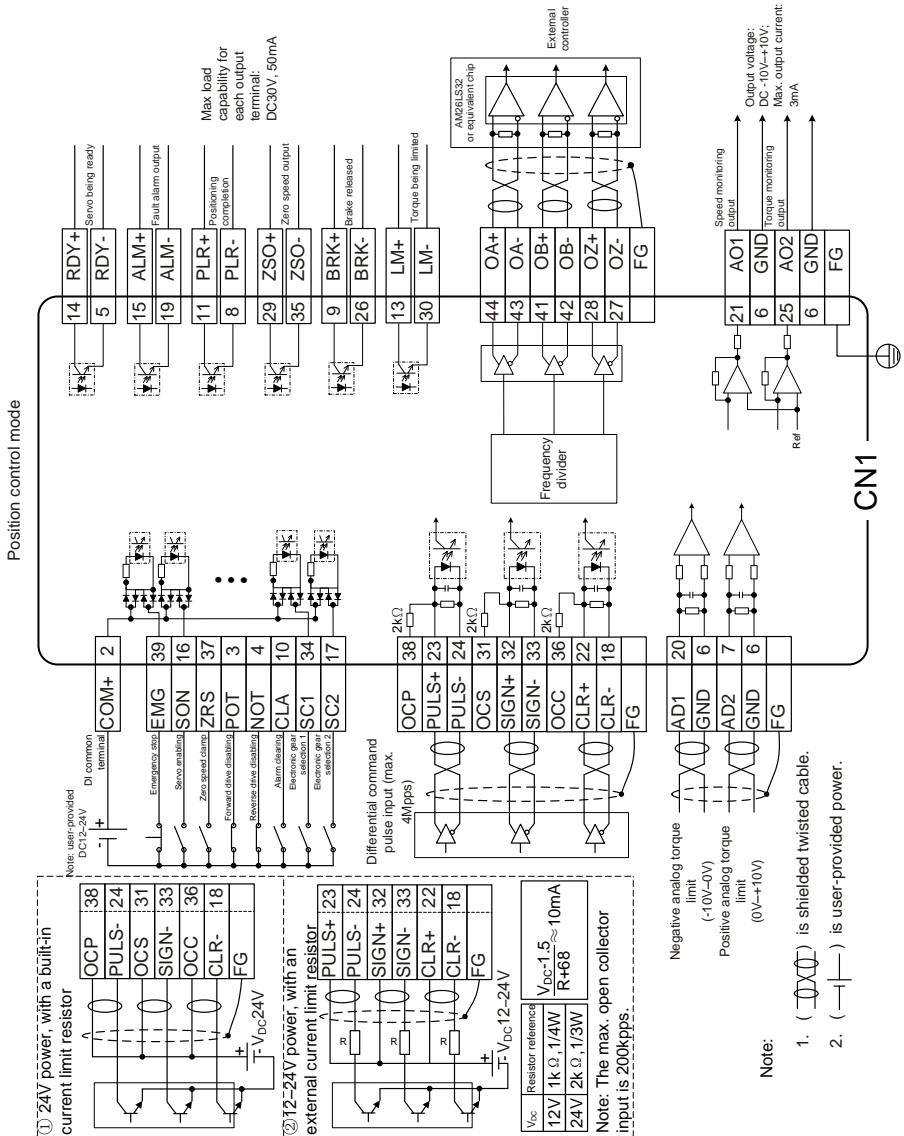 Position control mode
Note: user-provided
DC12–24V
DI common
terminal
COM+ 2
Emergency stop EMG 39
Servo enabling SON 16
Zero speed clamp ZRS 37
Forward drive disabling POT 3
Reverse drive disabling NOT 4
Alarm clearing CLA 10
Electronic gear
selection 1
SC1 34
Electronic gear
selection 2
SC2 17
Differential command
pulse input (max.
4Mpps)
OCP 38 2kΩ
PULS+ 23
PULS- 24
OCS 31 2kΩ
SIGN+ 32
SIGN- 33
OCC 36 2kΩ
CLR+ 22
CLR- 18
FG
Negative analog torque
limit
(-10V–0V)
Positive analog torque
limit
(0V–+10V)
AD1 20
GND 6
AD2 7
GND 6
FG
14 RDY+
5 RDY-
Servo being ready
15 ALM+
19 ALM-
Fault alarm output
11 PLR+
8 PLR-
Positioning
completion
29 ZSO+
35 ZSO-
Zero speed output
9 BRK+
26 BRK-
Brake released
13 LM+
30 LM-
Torque being limited
Max load
capability for
each output
terminal:
DC30V, 50mA
Frequency
divider
44 OA+
43 OA-
41 OB+
42 OB-
28 OZ+
27 OZ-
FG
AM26LS32
or equivalent chip
External
controller
Ref
21 AO1
6 GND
25 AO2
6 GND
FG
Speed monitoring
output
Torque monitoring
output
Output voltage:
DC -10V–+10V;
Max. output current:
3mA
CN1
① 24V power, with a built-in
current limit resistor
OCP 38
PULS- 24
OCS 31
SIGN- 33
OCC 36
CLR- 18
FG
+ - VDC24V
②12–24V power, with an
external current limit resistor
PULS+ 23
R PULS- 24
SIGN+ 32
R SIGN- 33
CLR+ 22
R CLR- 18
FG
+ - VDC12–24V
Vcc Resistor reference
12V 1kΩ,1/4W
24V 2kΩ,1/3W
VDC-1.5
R+68
≈10mA
Note: The max. open collector
input is 200kpps.
Note:
1. ( ) is shielded twisted cable.
2. ( ) is user-provided power.